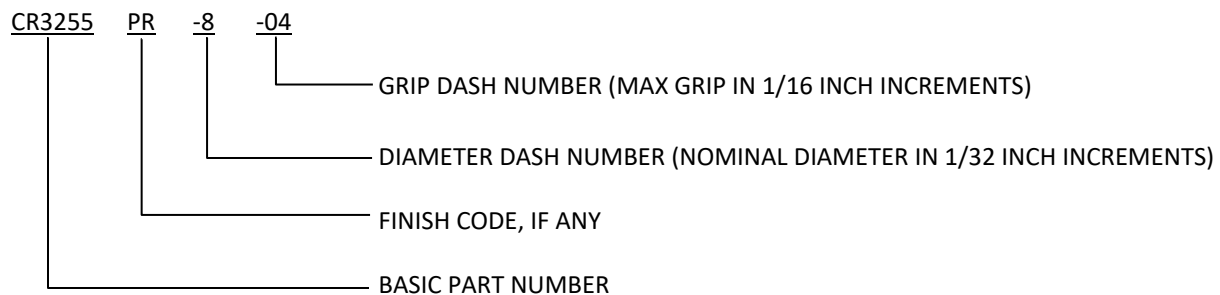 CR3255 PR -8 -04
GRIP DASH NUMBER (MAX GRIP IN 1/16 INCH INCREMENTS)
DIAMETER DASH NUMBER (NOMINAL DIAMETER IN 1/32 INCH INCREMENTS)
FINISH CODE, IF ANY
BASIC PART NUMBER